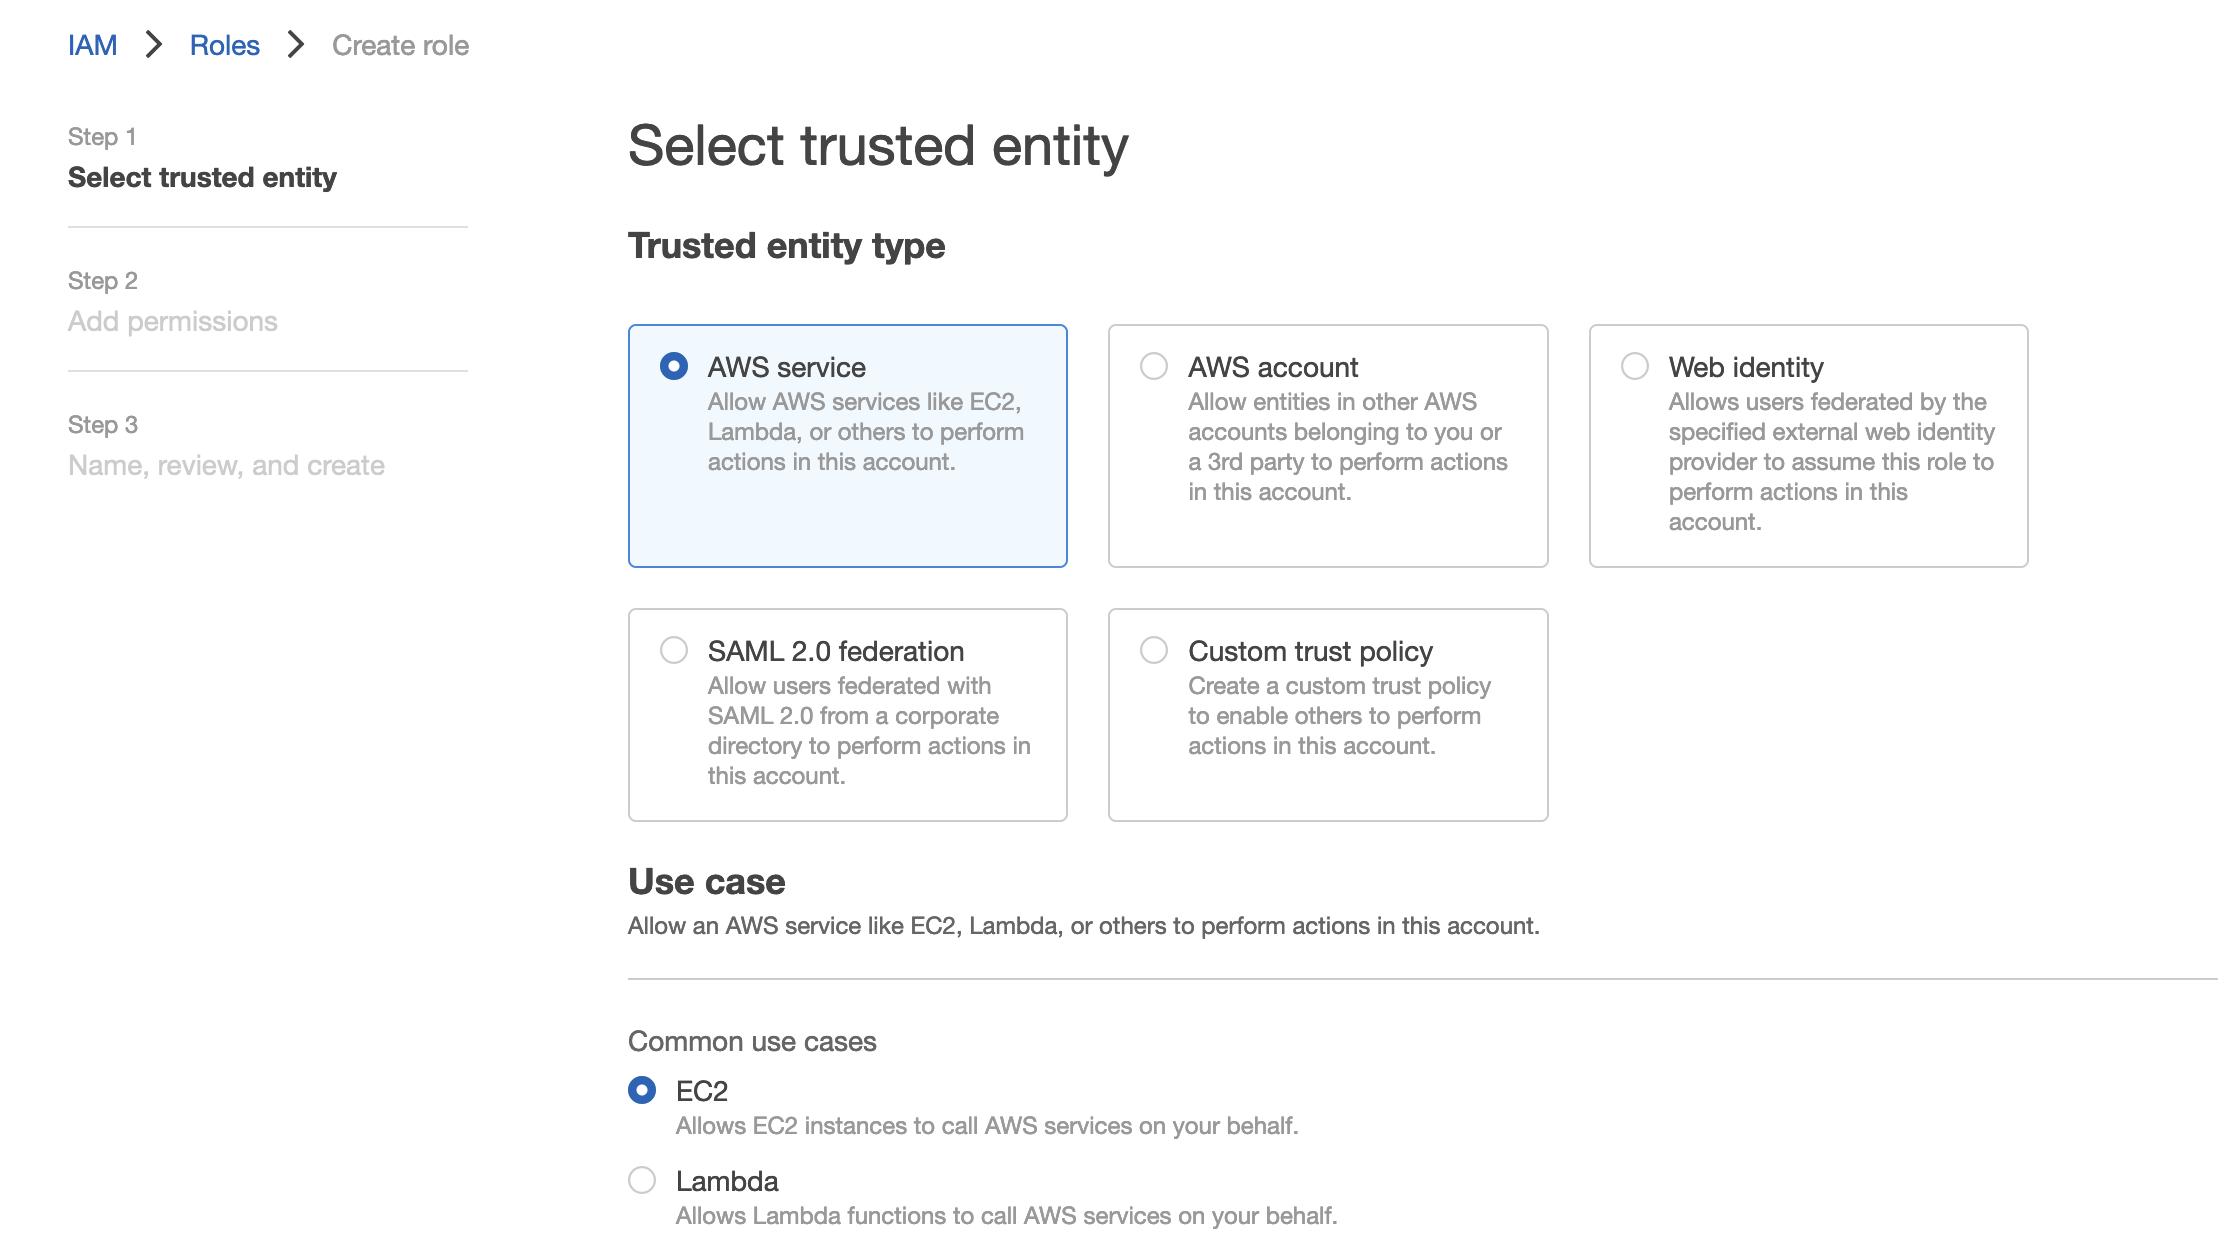 IAM > Roles > Create role
Step 1
Select trusted entity
Step 2
Add permissions
Step 3
Name, review, and create
Select trusted entity
Trusted entity type
AWS service
Allow AWS services like EC2,
Lambda, or others to perform
actions in this account.
AWS account
Allow entities in other AWS
accounts belonging to you or
a 3rd party to perform actions
in this account.
Web identity
Allows users federated by the
specified external web identity
provider to assume this role to
perform actions in this
account.
SAML 2.0 federation
Allow users federated with
SAML 2.0 from a corporate
directory to perform actions in
this account.
Custom trust policy
Create a custom trust policy
to enable others to perform
actions in this account.
Use case
Allow an AWS service like EC2, Lambda, or others to perform actions in this account.
Common use cases
EC2
Allows EC2 instances to call AWS services on your behalf.
Lambda
Allows Lambda functions to call AWS services on your behalf.